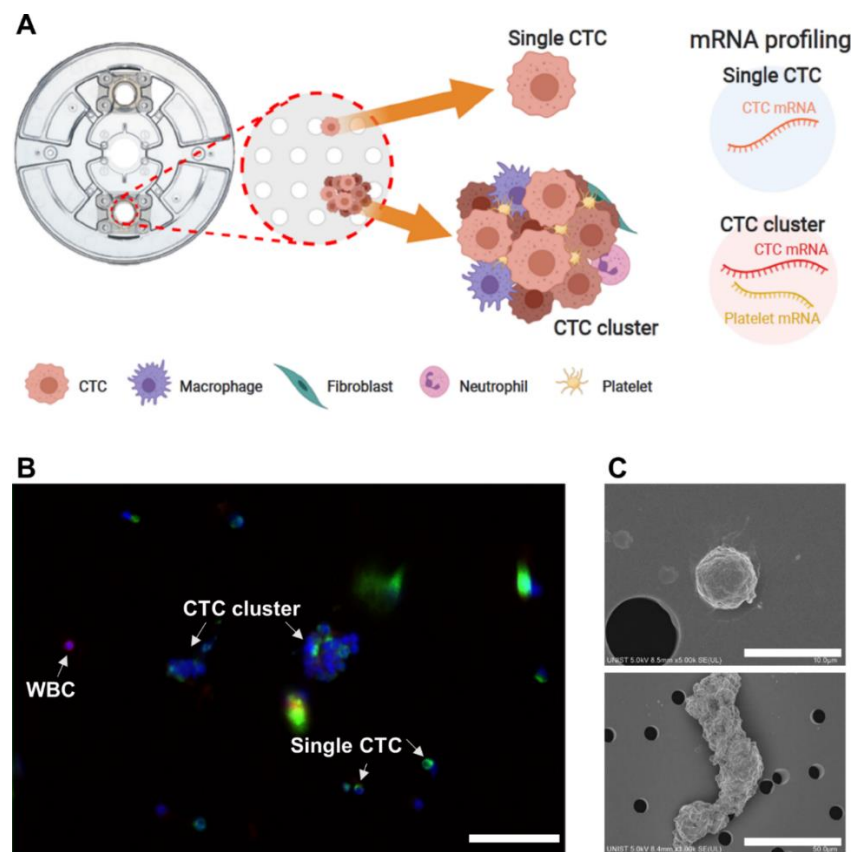 A
Single CTC
CTC cluster
mRNA profiling
Single CTC
CTC mRNA
CTC cluster
CTC mRNA
Platelet mRNA
CTC
Macrophage
Fibroblast
Neutrophil
Platelet
B
CTC cluster
WBC
Single CTC
C
UNIST 5.0kV 8.5mm x5.00k SE(UL)
10.0μm
UNIST 5.0kV 8.4mm x1.00k SE(UL)
50.0μm